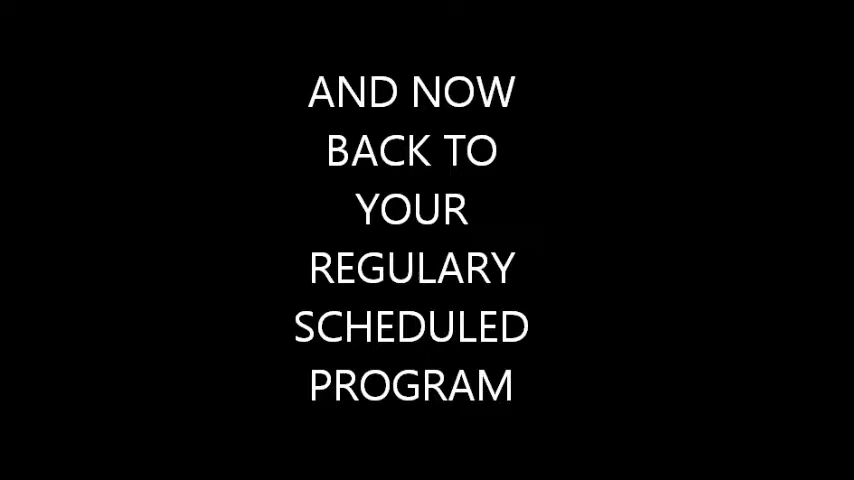 AND NOW
BACK TO
YOUR
REGULARY
SCHEDULED
PROGRAM